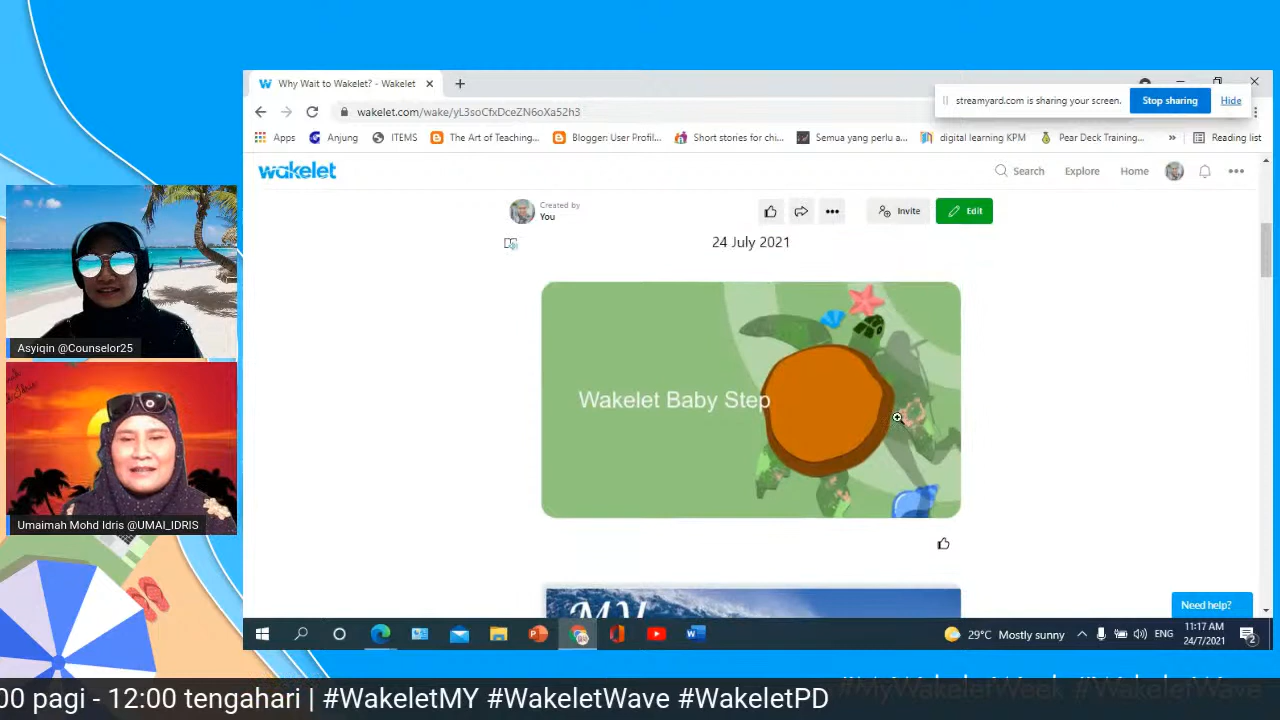 Why Wait to Wakelet? - Wakelet
streamyard.com is sharing your screen. Stop sharing Hide
wakelet.com/wake/yL3soCfxDceZN6oXa52h3
Apps Anjung ITEMS The Art of Teaching... Blogger: User Profil... Short stories for chi... Semua yang perlu a... digital learning KPM Pear Deck Training... » Reading list
wakelet Search Explore Home
Created by
You
Invite Edit
24 July 2021
Wakelet Baby Step
MY
Need help?
29°C Mostly sunny ENG 11:17 AM
24/7/2021 2
Asyiqin @Counselor25
Umaimah Mohd Idris @UMAI_IDRIS
#MyWakeletWeek #WakeletWave
00 pagi - 12:00 tengahari | #WakeletMY #WakeletWave #WakeletPD